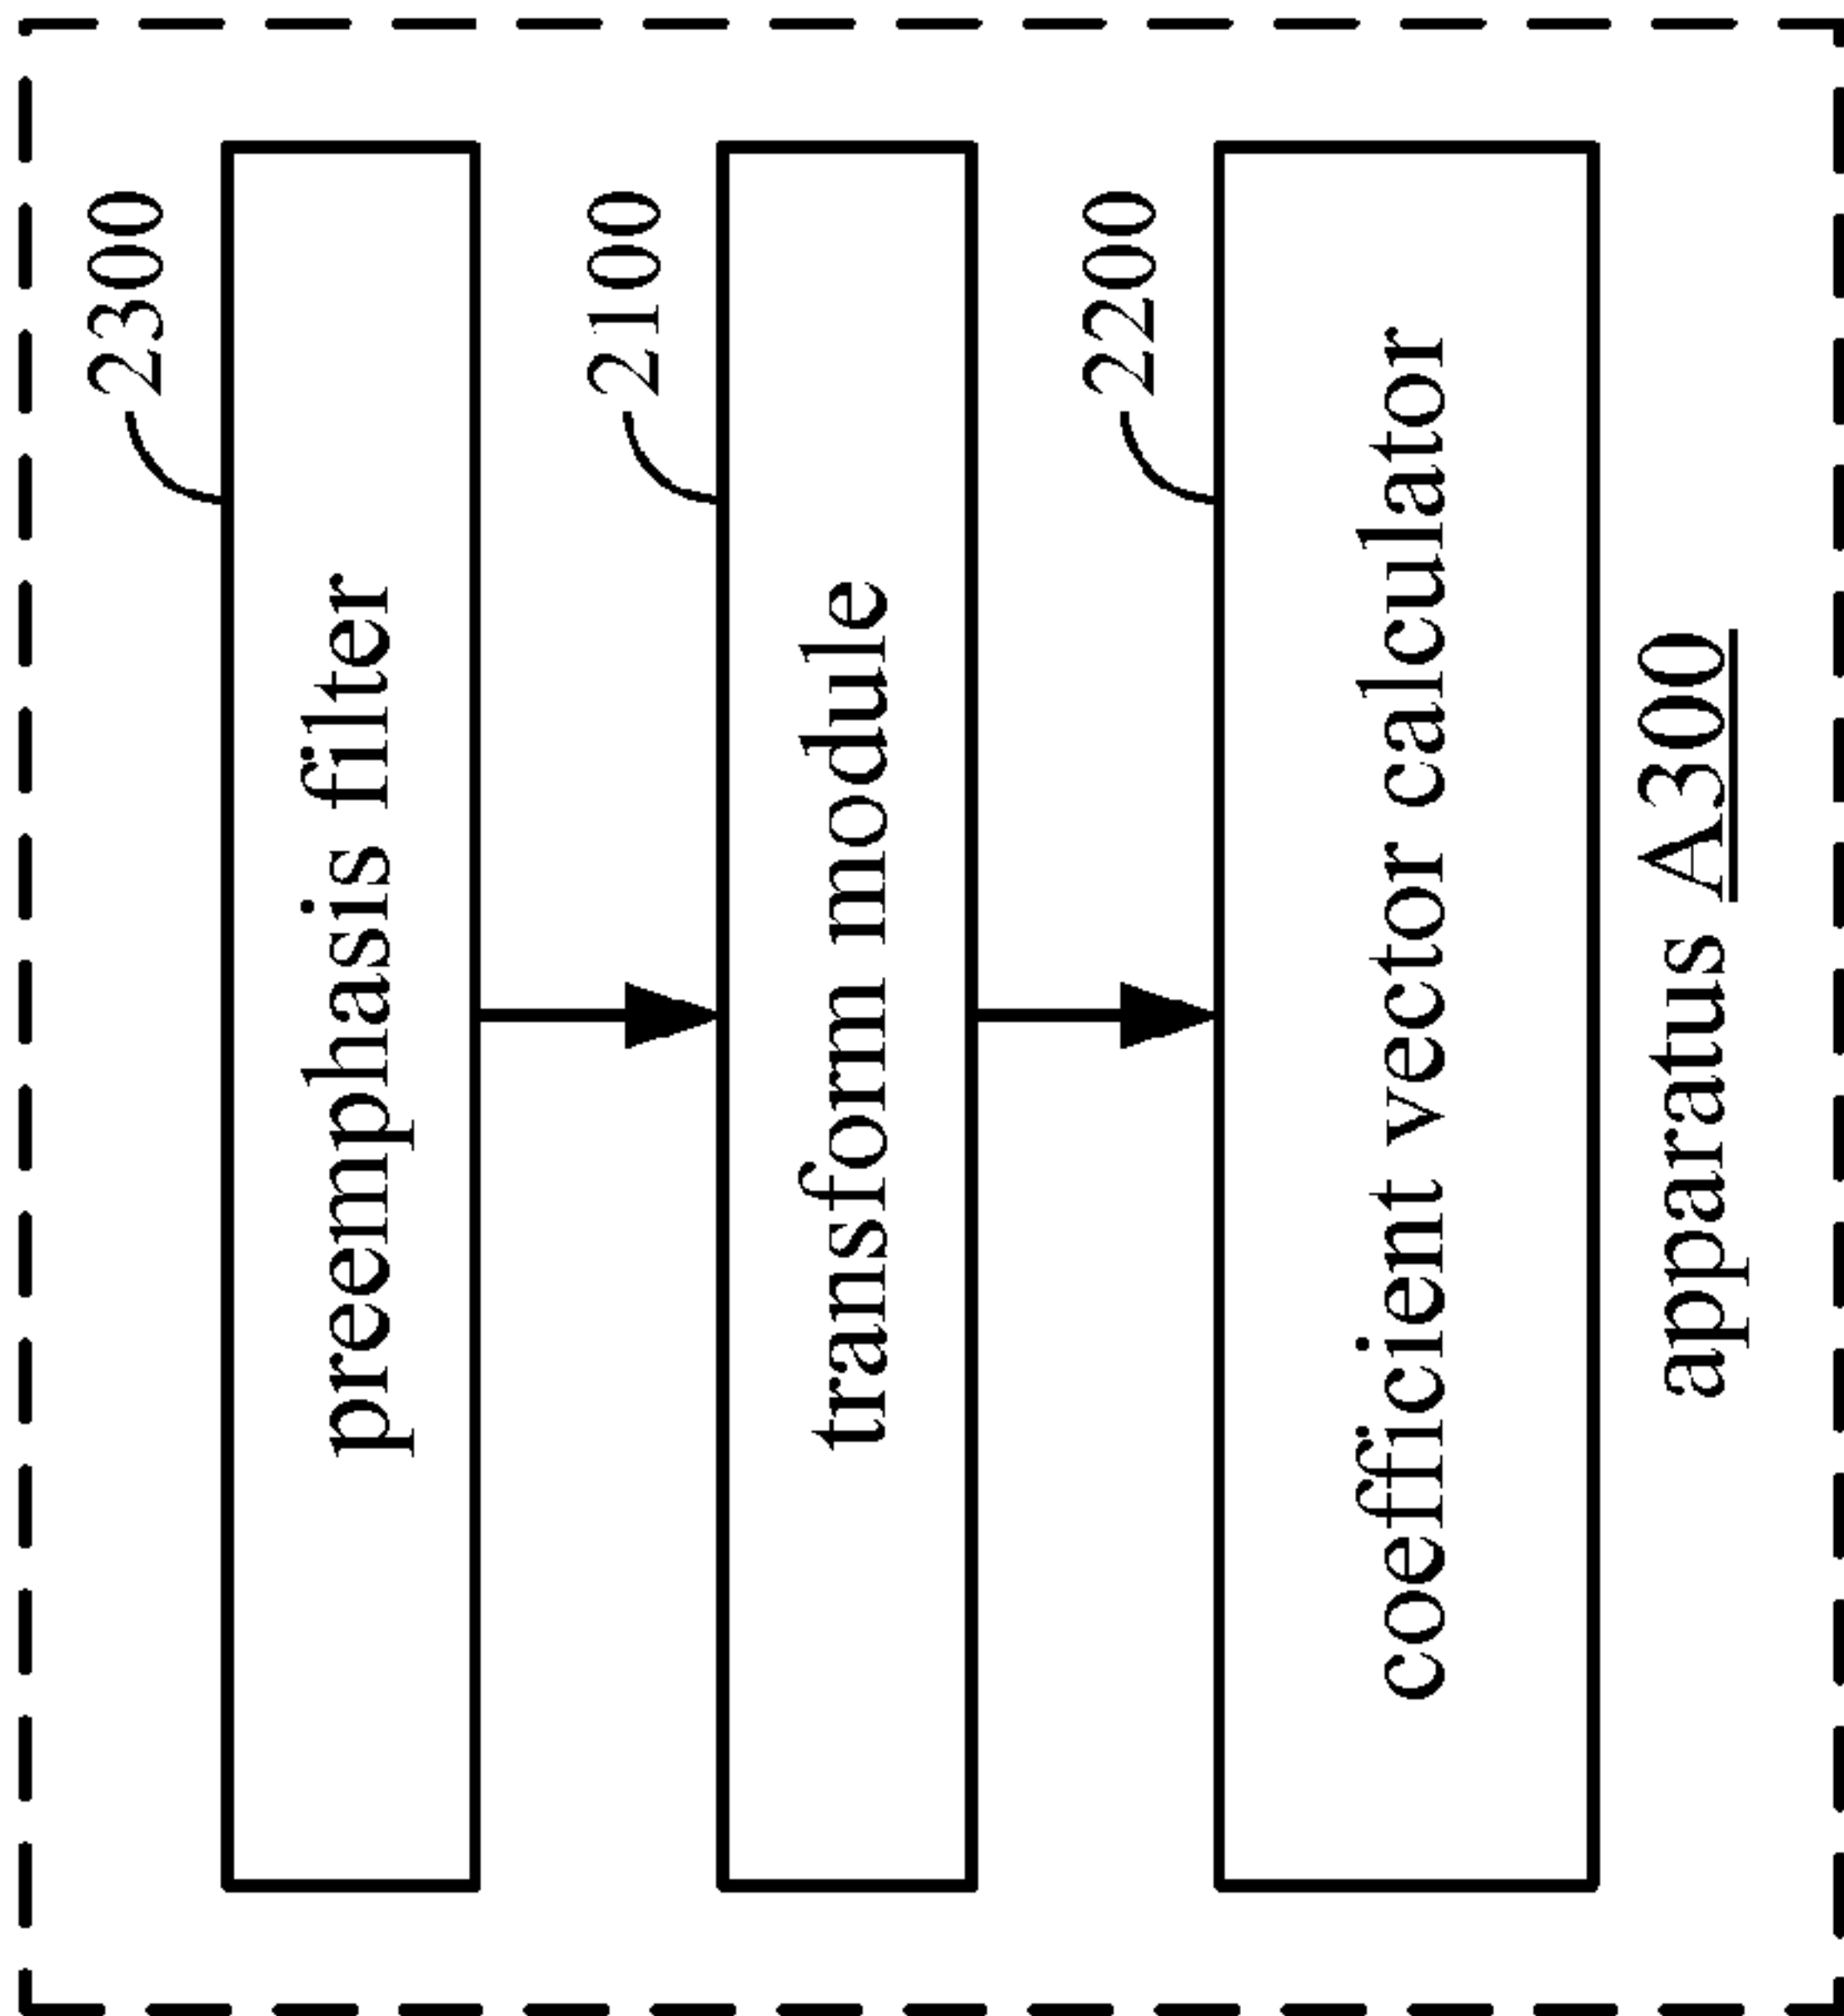 2300
preemphasis filter
2100
transform module
2200
coefficient vector calculator
apparatus A300